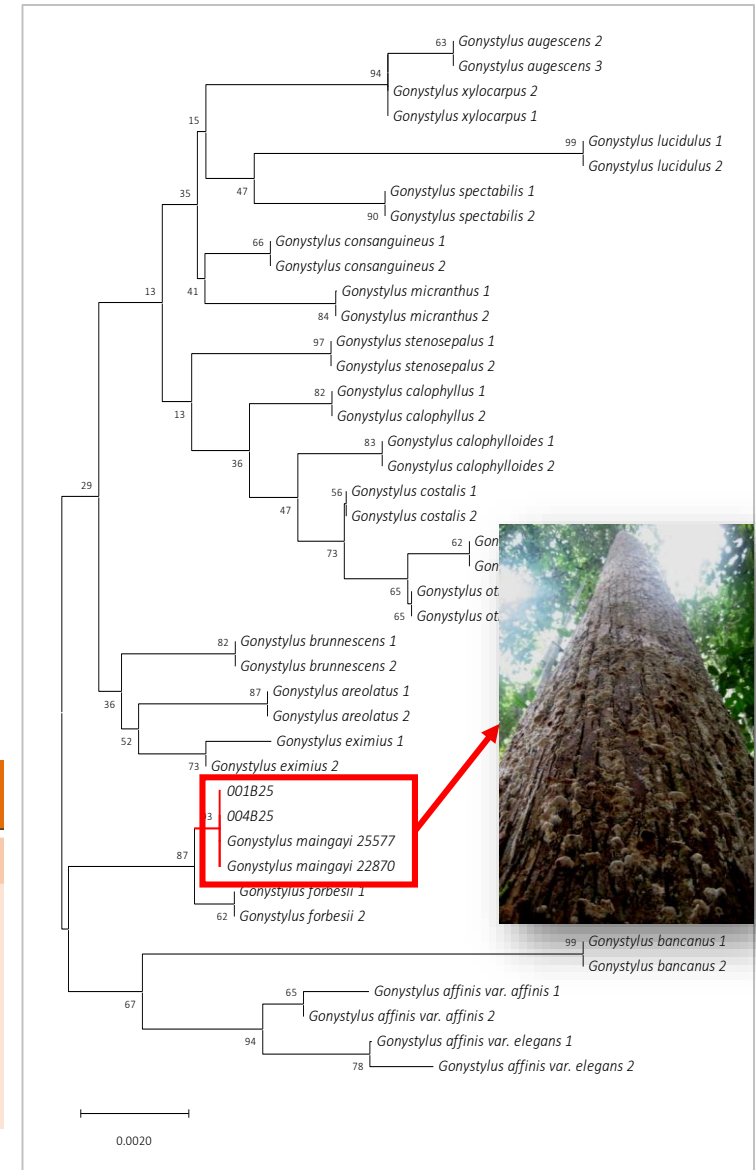 Gonystylus augescens 2
63
Gonystylus augescens 3
94
Gonystylus xylocarpus 2
Gonystylus xylocarpus 1
15
Gonystylus lucidulus 1
99
Gonystylus lucidulus 2
47
Gonystylus spectabilis 1
35
90
Gonystylus spectabilis 2
66
Gonystylus consanguineus 1
Gonystylus consanguineus 2
13
41
Gonystylus micranthus 1
84
Gonystylus micranthus 2
97
Gonystylus stenosepalus 1
Gonystylus stenosepalus 2
13
82
Gonystylus calophyllus 1
Gonystylus calophyllus 2
36
83
Gonystylus calophylloides 1
Gonystylus calophylloides 2
29
47
56
Gonystylus costalis 1
Gonystylus costalis 2
73
62
Gonystylus
65
Gonystylus
65
82
Gonystylus brunnescens 1
Gonystylus brunnescens 2
36
87
Gonystylus areolatus 1
Gonystylus areolatus 2
52
Gonystylus eximius 1
73
Gonystylus eximius 2
001B25
004B25
Gonystylus maingayi 25577
87
Gonystylus maingayi 22870
Gonystylus forbesii 1
62
Gonystylus forbesii 2
99
Gonystylus bancanus 1
Gonystylus bancanus 2
67
65
Gonystylus affinis var. affinis 1
Gonystylus affinis var. affinis 2
94
Gonystylus affinis var. elegans 1
78
Gonystylus affinis var. elegans 2
0.0020